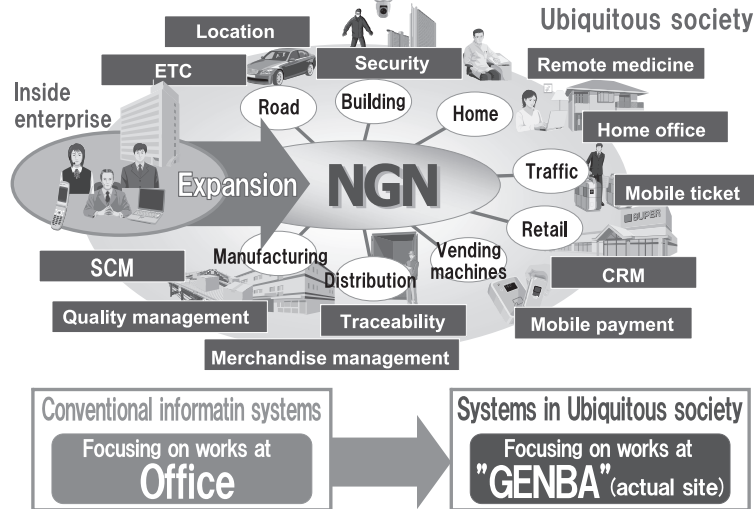 Ubiquitous society
Location
ETC
Security
Remote medicine
Inside
enterprise
Road
Building
Home
Home office
Expansion
NGN
Traffic
Mobile ticket
Retail
SUPER
Manufacturing
Distribution
Vending
machines
SCM
CRM
Quality management
Traceability
Mobile payment
Merchandise management
Conventional informatin systems
Focusing on works at
Office
Systems in Ubiquitous society
Focusing on works at
"GENBA" (actual site)